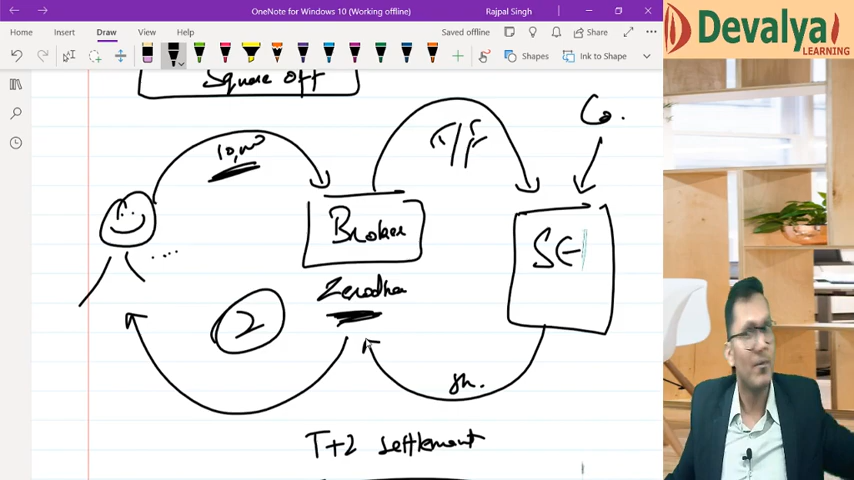 OneNote for Windows 10 (Working offline)
Rajpal Singh
Home
Insert
Draw
View
Help
Saved offline
Share
Shapes
Ink to Shape
Devalya
LEARNING
Square off
Co.
10,000
T/F
Broker
SE
Zerodha
2
sh.
T+2 settlement